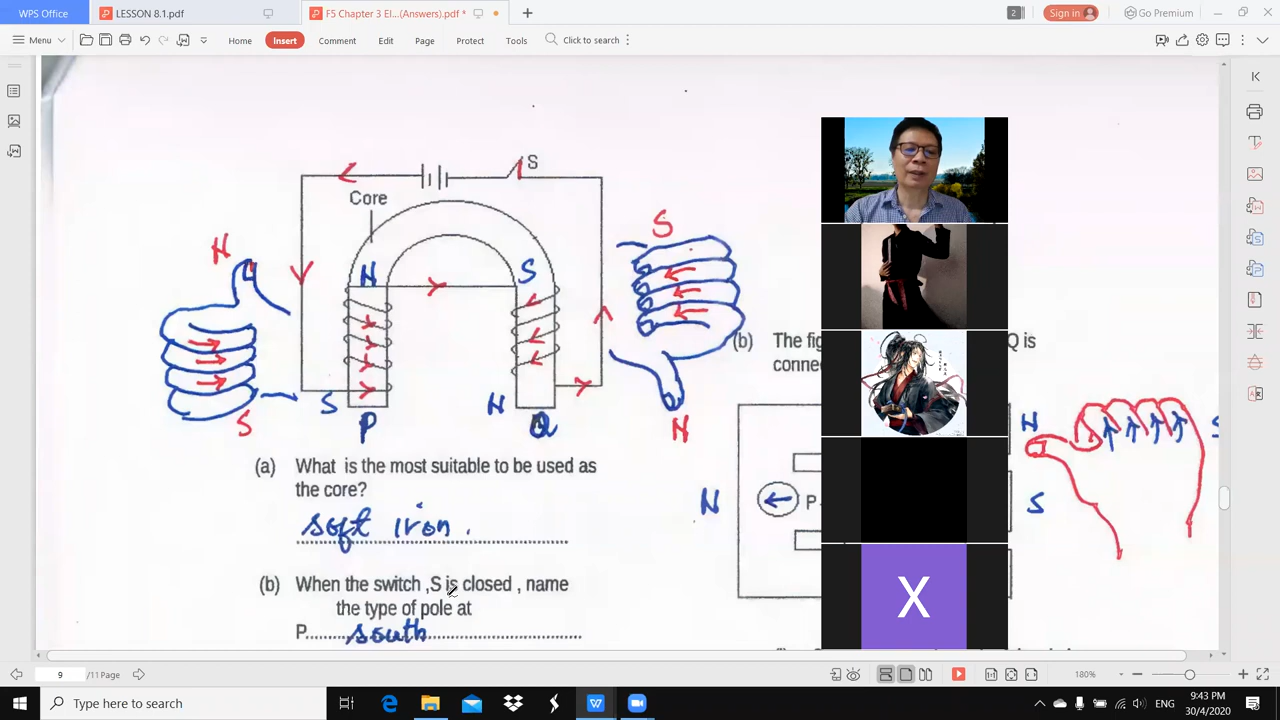 WPS Office
LESSON 8.1.pdf
F5 Chapter 3 El...(Answers).pdf *
+
2
Sign in
Go Premium
Menu
Home
Insert
Comment
Edit
Page
Protect
Tools
Click to search
S
Core
N
S
N
S
S
N
S
N
P
Q
(a) What is the most suitable to be used as
the core?
soft iron.
(b) When the switch ,S is closed , name
the type of pole at
P south
(b) The fig
Q is
conne
N
P
N
S
S
X
9
/11 Page
180%
Type here to search
ENG
9:43 PM
30/4/2020